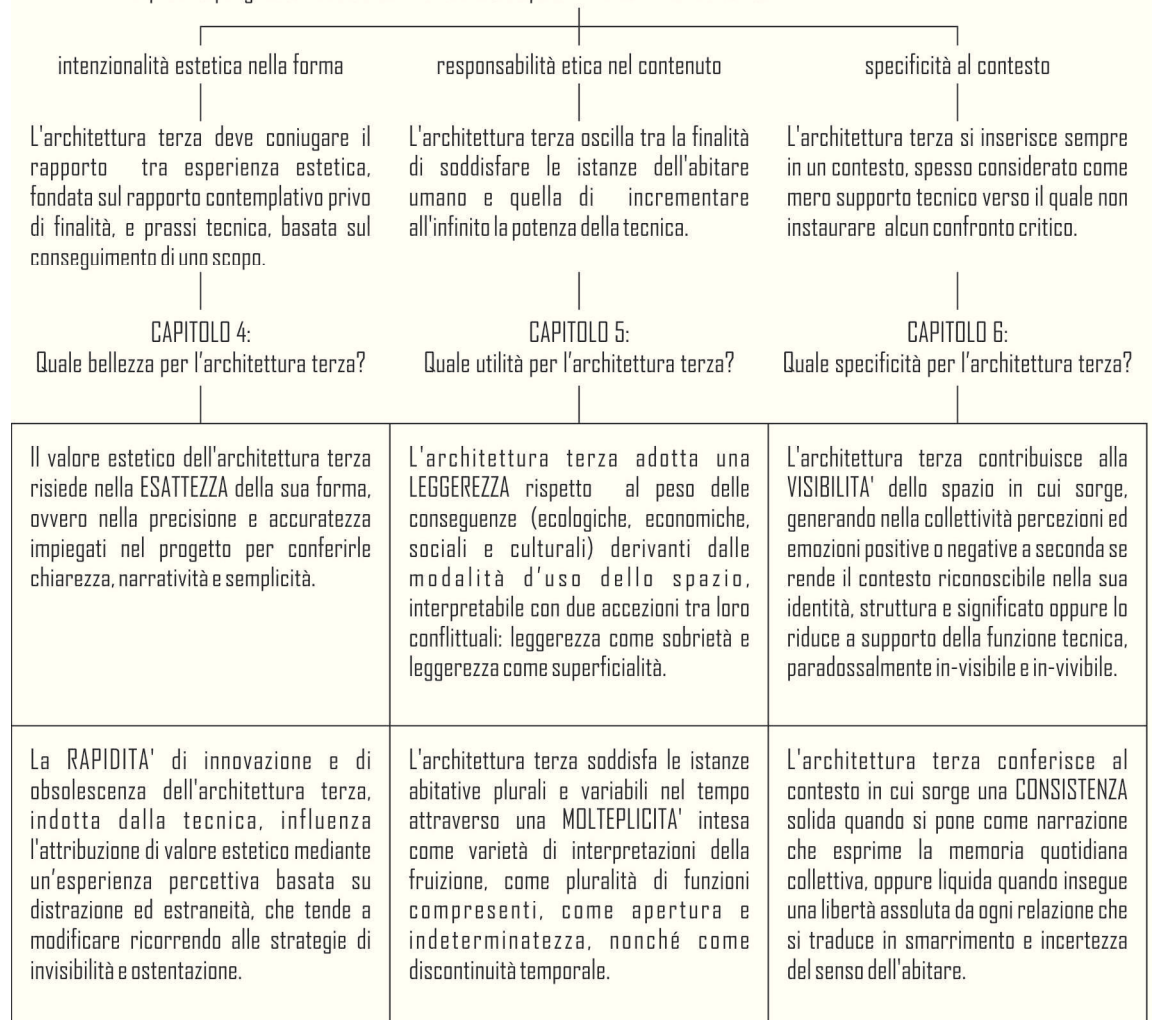 intenzionalità estetica nella forma
responsabilità etica nel contenuto
specificità al contesto
L'architettura terza deve coniugare il
rapporto tra esperienza estetica,
fondata sul rapporto contemplativo privo
di finalità, e prassi tecnica, basata sul
conseguimento di uno scopo.
L'architettura terza oscilla tra la finalità
di soddisfare le istanze dell'abitare
umano e quella di incrementare
all'infinito la potenza della tecnica.
L'architettura terza si inserisce sempre
in un contesto, spesso considerato come
mero supporto tecnico verso il quale non
instaurare alcun confronto critico.
CAPITOLO 4:
Quale bellezza per l'architettura terza?
CAPITOLO 5:
Quale utilità per l'architettura terza?
CAPITOLO 6:
Quale specificità per l'architettura terza?
Il valore estetico dell'architettura terza
risiede nella ESATTEZZA della sua forma,
ovvero nella precisione e accuratezza
impiegati nel progetto per conferirle
chiarezza, narratività e semplicità.
L'architettura terza adotta una
LEGGEREZZA rispetto al peso delle
conseguenze (ecologiche, economiche,
sociali e culturali) derivanti dalle
modalità d'uso dello spazio,
interpretabile con due accezioni tra loro
conflittuali: leggerezza come sobrietà e
leggerezza come superficialità.
L'architettura terza contribuisce alla
VISIBILITA' dello spazio in cui sorge,
generando nella collettività percezioni ed
emozioni positive o negative a seconda se
rende il contesto riconoscibile nella sua
identità, struttura e significato oppure lo
riduce a supporto della funzione tecnica,
paradossalmente in-visibile e in-vivibile.
La RAPIDITA' di innovazione e di
obsolescenza dell'architettura terza,
indotta dalla tecnica, influenza
l'attribuzione di valore estetico mediante
un'esperienza percettiva basata su
distrazione ed estraneità, che tende a
modificare ricorrendo alle strategie di
invisibilità e ostentazione.
L'architettura terza soddisfa le istanze
abitative plurali e variabili nel tempo
attraverso una MOLTEPLICITA' intesa
come varietà di interpretazioni della
fruizione, come pluralità di funzioni
compresenti, come apertura e
indeterminatezza, nonché come
discontinuità temporale.
L'architettura terza conferisce al
contesto in cui sorge una CONSISTENZA
solida quando si pone come narrazione
che esprime la memoria quotidiana
collettiva, oppure liquida quando insegue
una libertà assoluta da ogni relazione che
si traduce in smarrimento e incertezza
del senso dell'abitare.